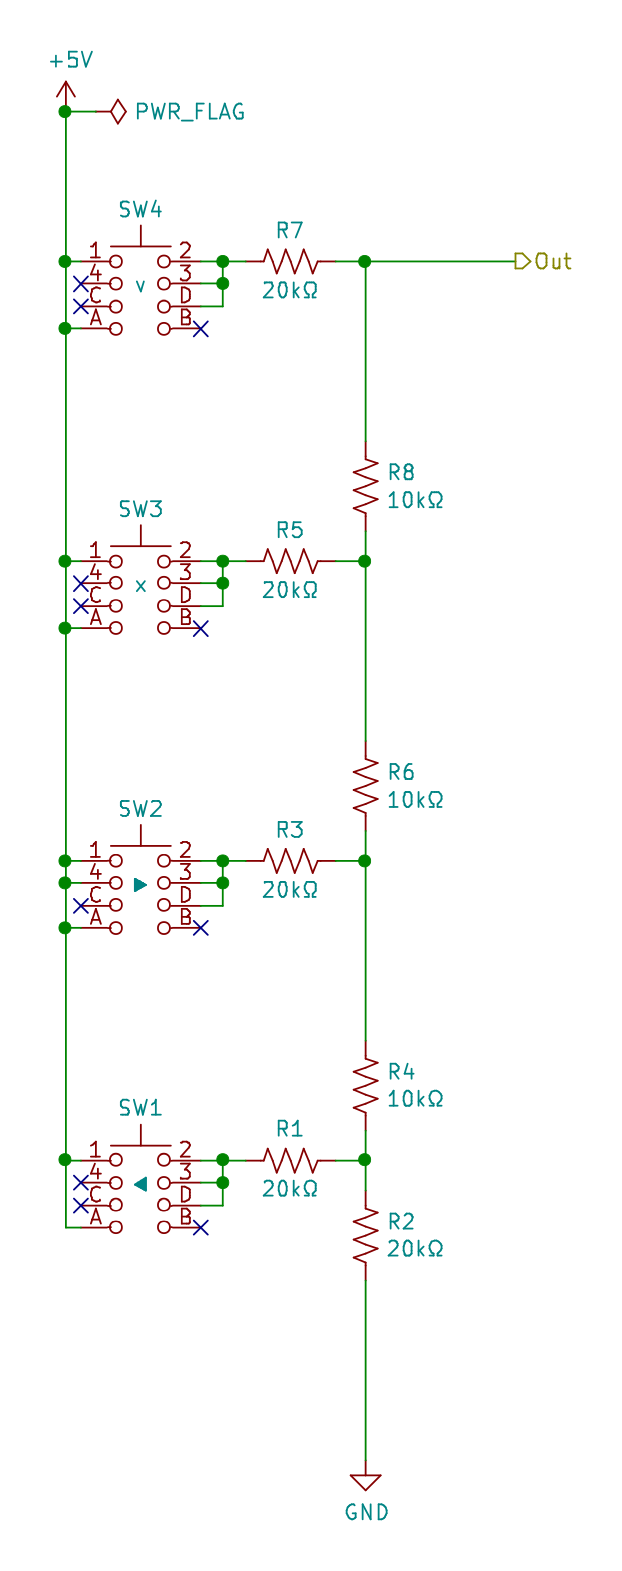 +5V
PWR_FLAG
SW4
1
2
4
3
C
D
A
B
v
R7
20kΩ
Out
R8
10kΩ
SW3
1
2
4
3
C
D
A
B
x
R5
20kΩ
R6
10kΩ
SW2
1
2
4
3
C
D
A
B
R3
20kΩ
R4
10kΩ
SW1
1
2
4
3
C
D
A
B
R1
20kΩ
R2
20kΩ
GND